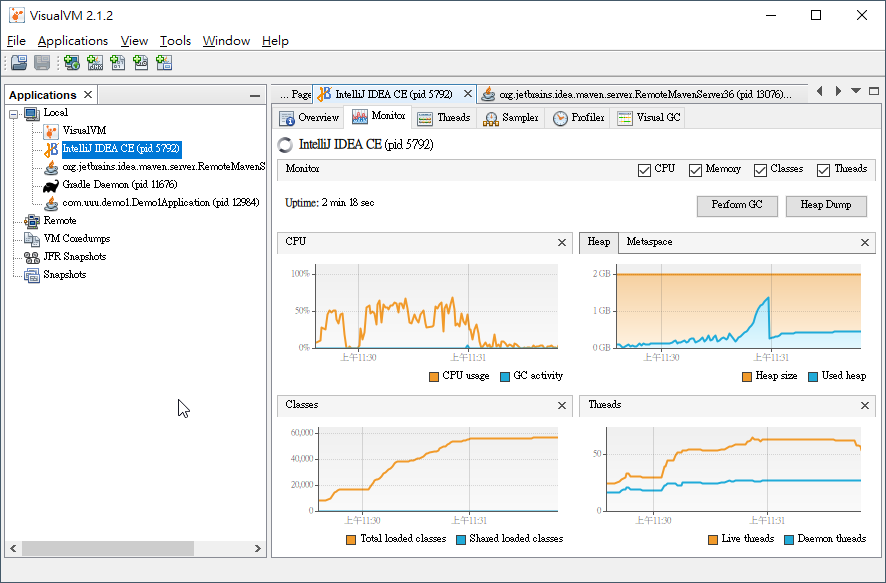 VisualVM 2.1.2
File Applications View Tools Window Help
Applications
Local
VisualVM
IntelliJ IDEA CE (pid 5792)
org.jetbrains.idea.maven.server.RemoteMavenS
Gradle Daemon (pid 11676)
com.uuu.demo1.Demo1Application (pid 12984)
Remote
VM Coredumps
JFR Snapshots
Snapshots
... Page IntelliJ IDEA CE (pid 5792) org.jetbrains.idea.maven.server.RemoteMavenServer36 (pid 13076)...
Overview Monitor Threads Sampler Profiler Visual GC
IntelliJ IDEA CE (pid 5792)
Monitor CPU Memory Classes Threads
Uptime: 2 min 18 sec Perform GC Heap Dump
CPU
100%
50%
0%
上午11:30 上午11:31
CPU usage GC activity
Heap Metaspace
2 GB
1 GB
0 GB
上午11:30 上午11:31
Heap size Used heap
Classes
60,000
40,000
20,000
0
上午11:30 上午11:31
Total loaded classes Shared loaded classes
Threads
50
0
上午11:30 上午11:31
Live threads Daemon threads